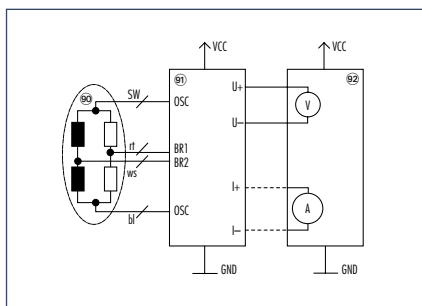 VCC
VCC
90
SW
91
OSC
U+
92
V
U–
rt
BR1
ws
BR2
I+
A
bl
OSC
I–
GND
GND